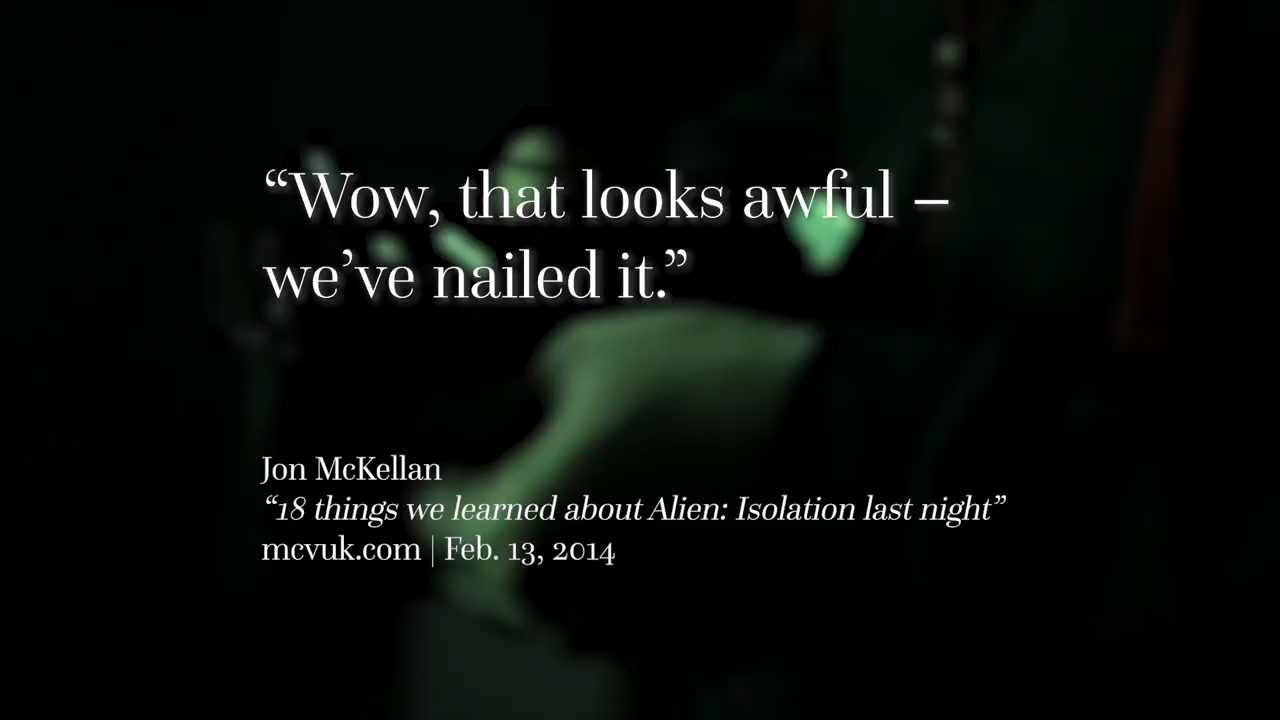 “Wow, that looks awful –
we’ve nailed it.”
Jon McKellan
“18 things we learned about Alien: Isolation last night”
mcvuk.com | Feb. 13, 2014